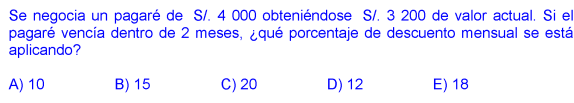 Se negocia un pagaré de S/. 4 000 obteniéndose S/. 3 200 de valor actual. Si el
pagaré vencía dentro de 2 meses, ¿qué porcentaje de descuento mensual se está
aplicando?
A) 10 B) 15 C) 20 D) 12 E) 18